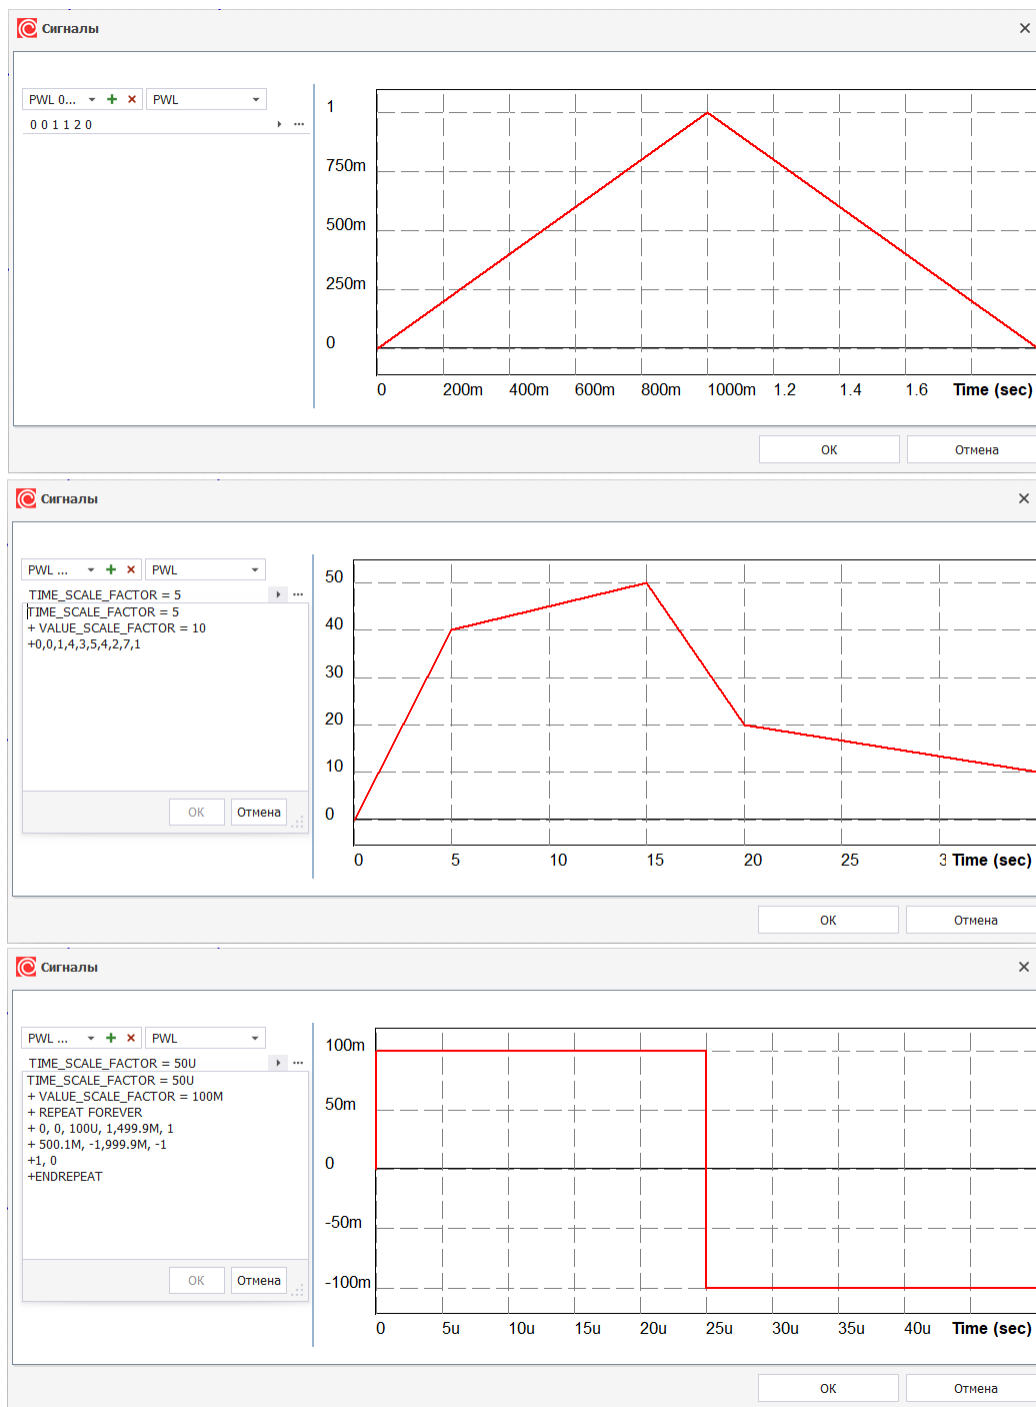 Сигналы
PWL 0... PWL
0 0 1 1 2 0
1
750m
500m
250m
0
0 200m 400m 600m 800m 1000m 1.2 1.4 1.6 Time (sec)
ОК Отмена
Сигналы
PWL ... PWL
TIME_SCALE_FACTOR = 5
TIME_SCALE_FACTOR = 5
+ VALUE_SCALE_FACTOR = 10
+0,0,1,4,3,5,4,2,7,1
ОК Отмена
50
40
30
20
10
0
0 5 10 15 20 25 3 Time (sec)
ОК Отмена
Сигналы
PWL ... PWL
TIME_SCALE_FACTOR = 50U
TIME_SCALE_FACTOR = 50U
+ VALUE_SCALE_FACTOR = 100M
+ REPEAT FOREVER
+ 0, 0, 100U, 1,499.9M, 1
+ 500.1M, -1,999.9M, -1
+1, 0
+ENDREPEAT
ОК Отмена
100m
50m
0
-50m
-100m
0 5u 10u 15u 20u 25u 30u 35u 40u Time (sec)
ОК Отмена